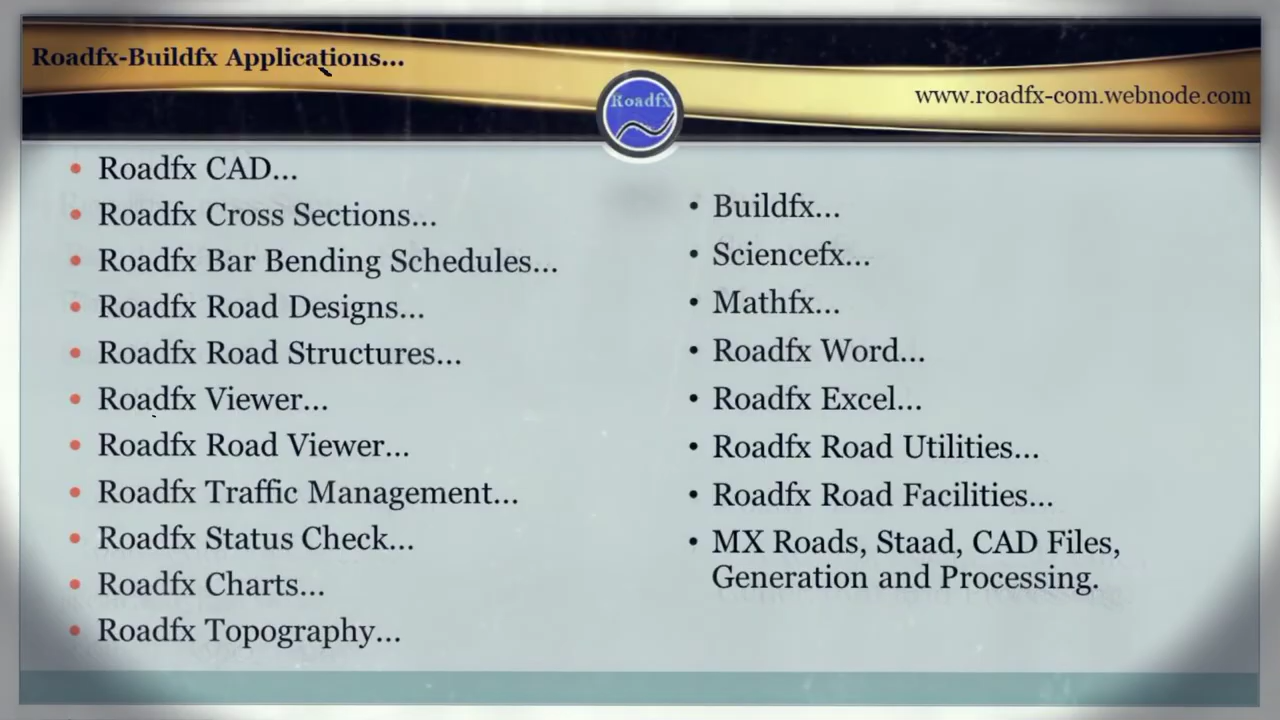 Roadfx-Buildfx Applications...
www.roadfx-com.webnode.com
Roadfx
• Roadfx CAD...
• Roadfx Cross Sections...
• Roadfx Bar Bending Schedules...
• Roadfx Road Designs...
• Roadfx Road Structures...
• Roadfx Viewer...
• Roadfx Road Viewer...
• Roadfx Traffic Management...
• Roadfx Status Check...
• Roadfx Charts...
• Roadfx Topography...
• Buildfx...
• Sciencefx...
• Mathfx...
• Roadfx Word...
• Roadfx Excel...
• Roadfx Road Utilities...
• Roadfx Road Facilities...
• MX Roads, Staad, CAD Files,
Generation and Processing.